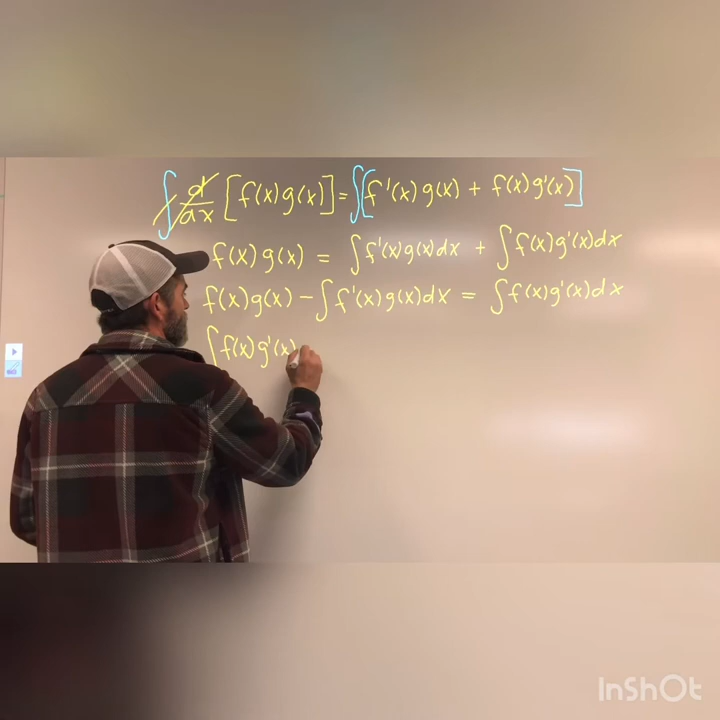 ∫ d/dx [f(x)g(x)] = ∫[f'(x)g(x) + f(x)g'(x)]
f(x)g(x) = ∫f'(x)g(x)dx + ∫f(x)g'(x)dx
f(x)g(x) − ∫f'(x)g(x)dx = ∫f(x)g'(x)dx
∫f(x)g'(x)
InShOt